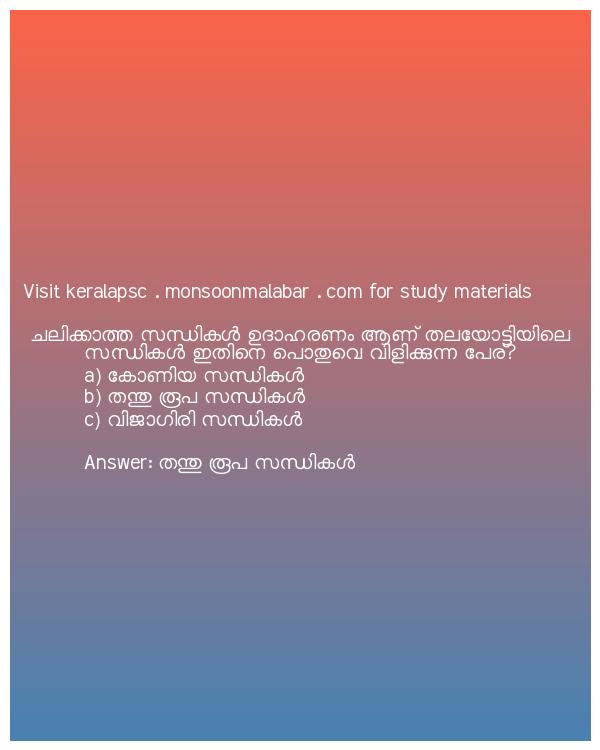 Visit keralapsc . monsoonmalabar . com for study materials
ചലിക്കാത്ത സന്ധികൾ ഉദാഹരണം ആണ് തലയോട്ടിയിലെ
സന്ധികൾ ഇതിനെ പൊതുവെ വിളിക്കുന്ന പേര്?
a) കോണിയ സന്ധികൾ
b) തന്തു രൂപ സന്ധികൾ
c) വിജാഗിരി സന്ധികൾ
Answer: തന്തു രൂപ സന്ധികൾ